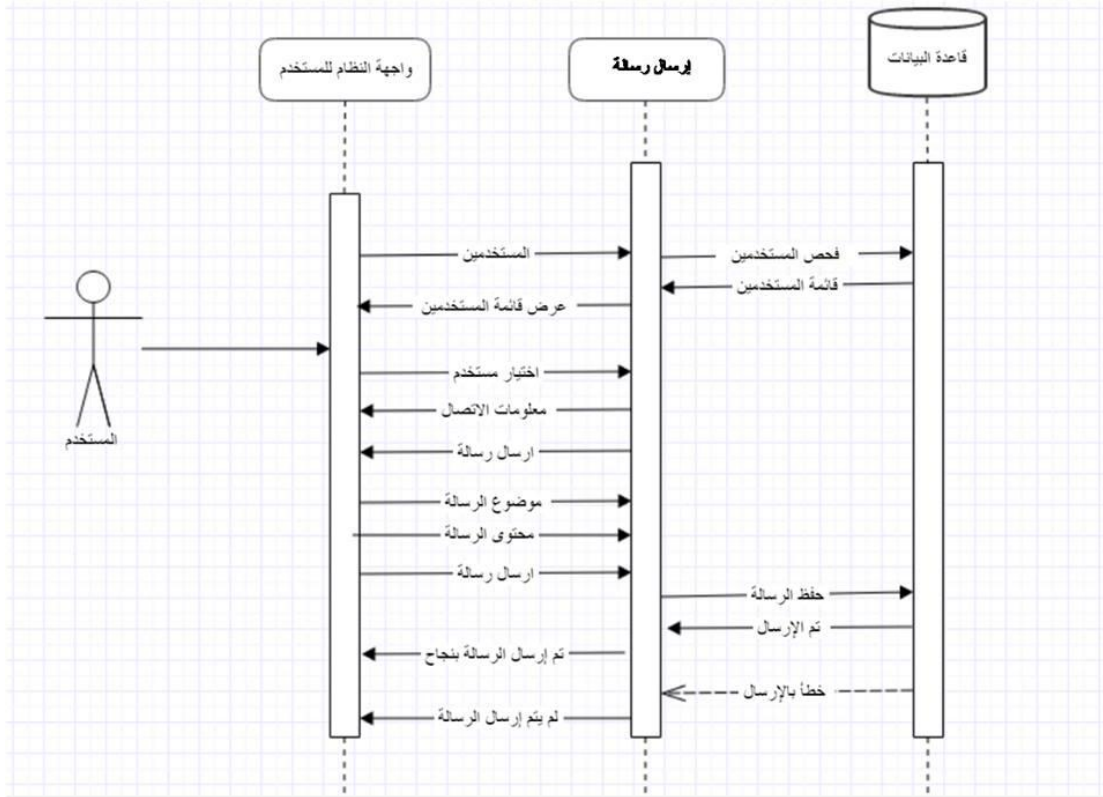 واجهة النظام للمستخدم
إرسال رسالة
قاعدة البيانات
المستخدمين
فحص المستخدمين
قائمة المستخدمين
عرض قائمة المستخدمين
اختيار مستخدم
معلومات الاتصال
المستخدم
ارسال رسالة
موضوع الرسالة
محتوى الرسالة
ارسال رسالة
حفظ الرسالة
تم الإرسال
تم إرسال الرسالة بنجاح
خطأ بالإرسال
لم يتم إرسال الرسالة